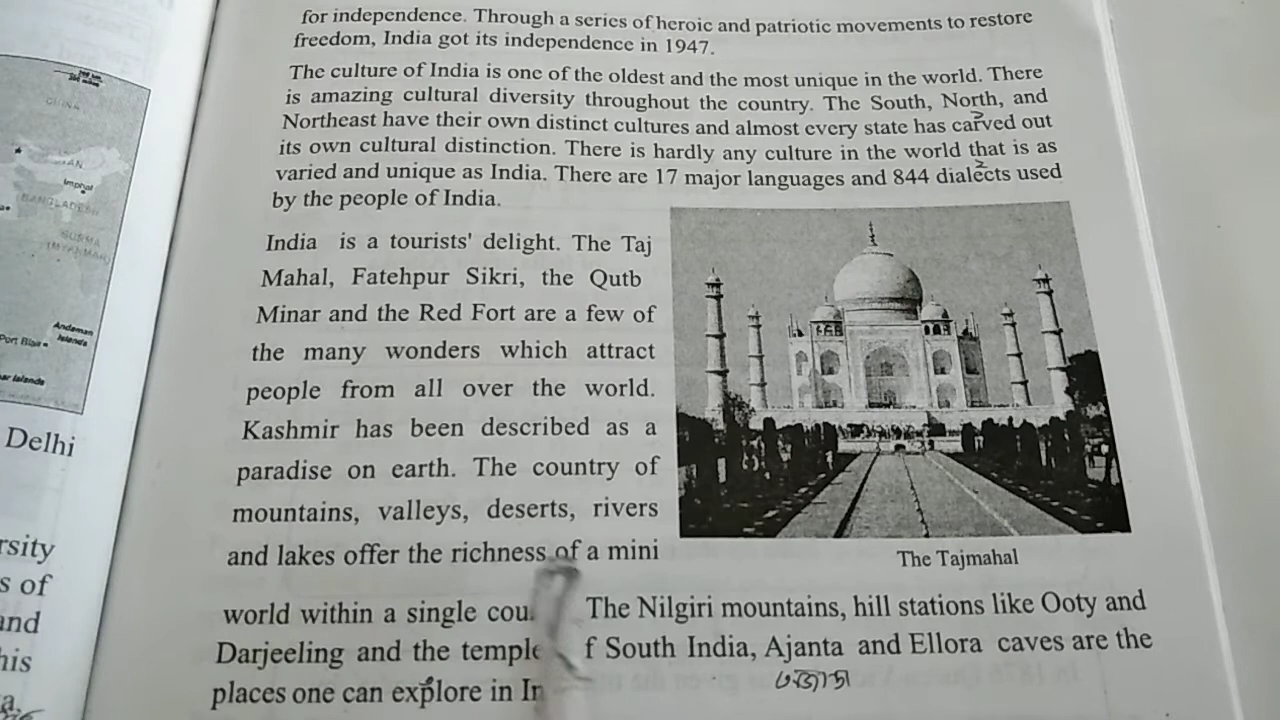 for independence. Through a series of heroic and patriotic movements to restore
freedom, India got its independence in 1947.
The culture of India is one of the oldest and the most unique in the world. There
is amazing cultural diversity throughout the country. The South, North, and
Northeast have their own distinct cultures and almost every state has carved out
its own cultural distinction. There is hardly any culture in the world that is as
varied and unique as India. There are 17 major languages and 844 dialects used
by the people of India.
India is a tourists' delight. The Taj
Mahal, Fatehpur Sikri, the Qutb
Minar and the Red Fort are a few of
the many wonders which attract
people from all over the world.
Kashmir has been described as a
paradise on earth. The country of
mountains, valleys, deserts, rivers
and lakes offer the richness of a mini
The Tajmahal
world within a single The Nilgiri mountains, hill stations like Ooty and
Darjeeling and the South India, Ajanta and Ellora caves are the
places one can explore in
CHINA
Imphal
BANGLADESH
BURMA
(MYANMAR)
Andaman
Islands
Port Blair
Islands
Delhi
s of